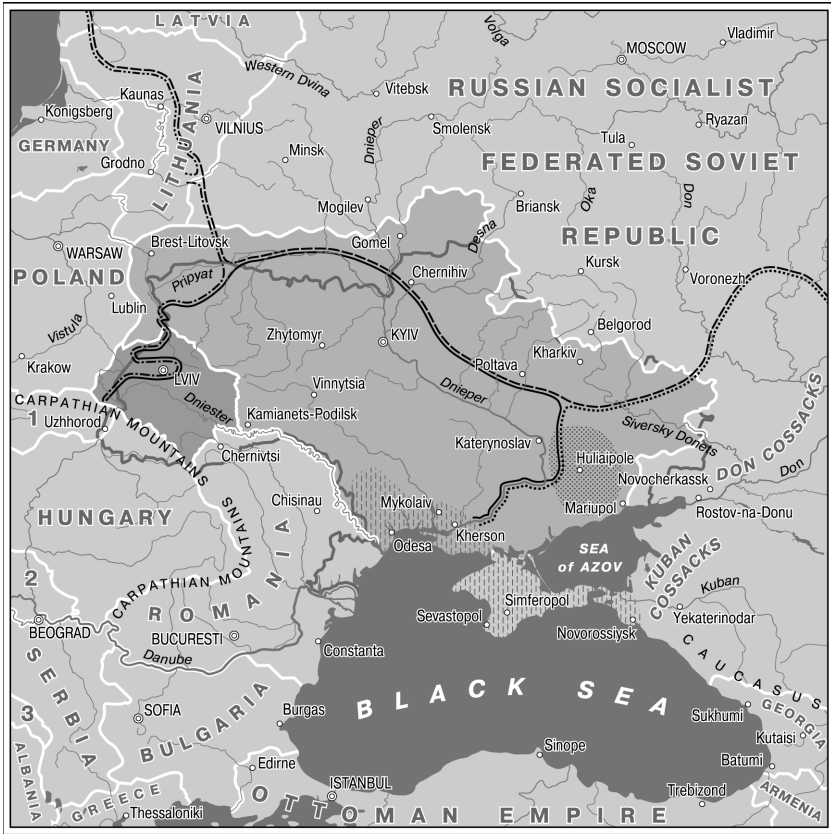 LATVIA
Volga
Vladimir
MOSCOW
Western Dvina
Vitebsk
RUSSIAN SOCIALIST
Kaunas
Konigsberg
VILNIUS
LITHUANIA
Dnieper
Smolensk
Ryazan
Tula
GERMANY
Minsk
FEDERATED SOVIET
Grodno
Mogilev
Briansk
Oka
Don
REPUBLIC
Brest-Litovsk
Gomel
Desna
WARSAW
POLAND
Pripyat
Chernihiv
Kursk
Voronezh
Lublin
Vistula
Zhytomyr
KYIV
Belgorod
Kharkiv
Krakow
LVIV
Poltava
Vinnytsia
Dnieper
CARPATHIAN MOUNTAINS
1
Uzhhorod
Dniester
Kamianets-Podilsk
Siversky Donets
DON COSSACKS
Chernivtsi
Katerynoslav
Huliaipole
Novocherkassk
Don
Chisinau
Mykolaiv
Mariupol
Rostov-na-Donu
HUNGARY
Kherson
Odesa
SEA
of AZOV
KUBAN
COSSACKS
2
CARPATHIAN MOUNTAINS
ROMANIA
Simferopol
Sevastopol
Kuban
Yekaterinodar
Novorossiysk
BEOGRAD
BUCURESTI
Constanta
Danube
CAUCASUS
SERBIA
BLACK SEA
3
SOFIA
BULGARIA
Burgas
Sukhumi
GEORGIA
Kutaisi
ALBANIA
Sinope
Batumi
Edirne
ISTANBUL
Trebizond
ARMENIA
GREECE
Thessaloniki
OTTOMAN EMPIRE